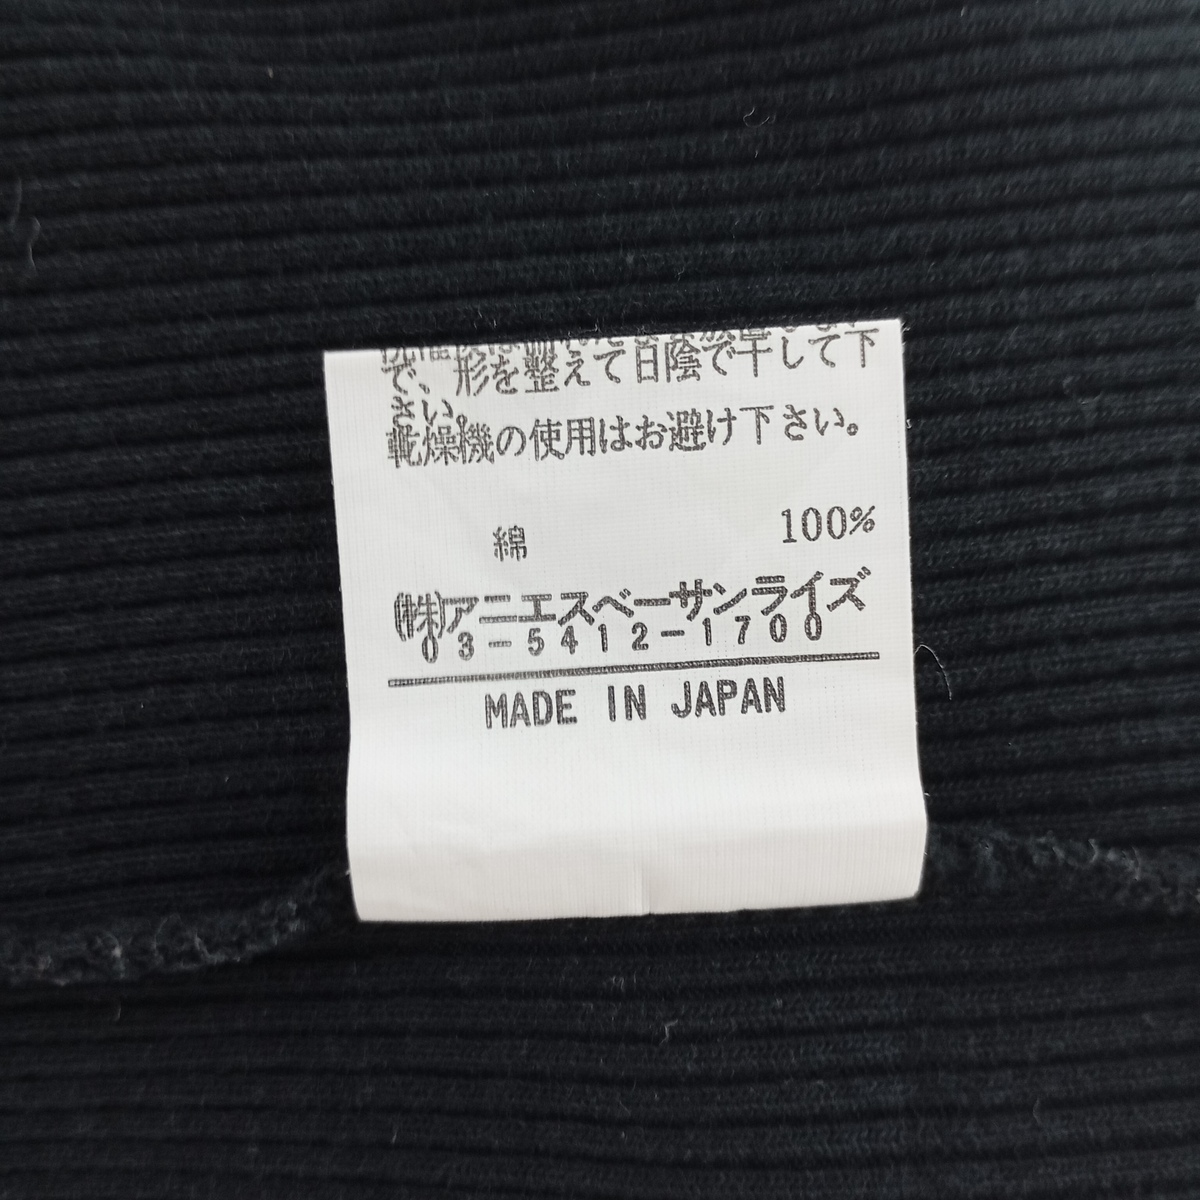 で、形を整えて日陰で干して下
さい。
乾燥機の使用はお避け下さい。
綿 100%
(株)アニエスベーサンライズ
03-5412-1700
MADE IN JAPAN